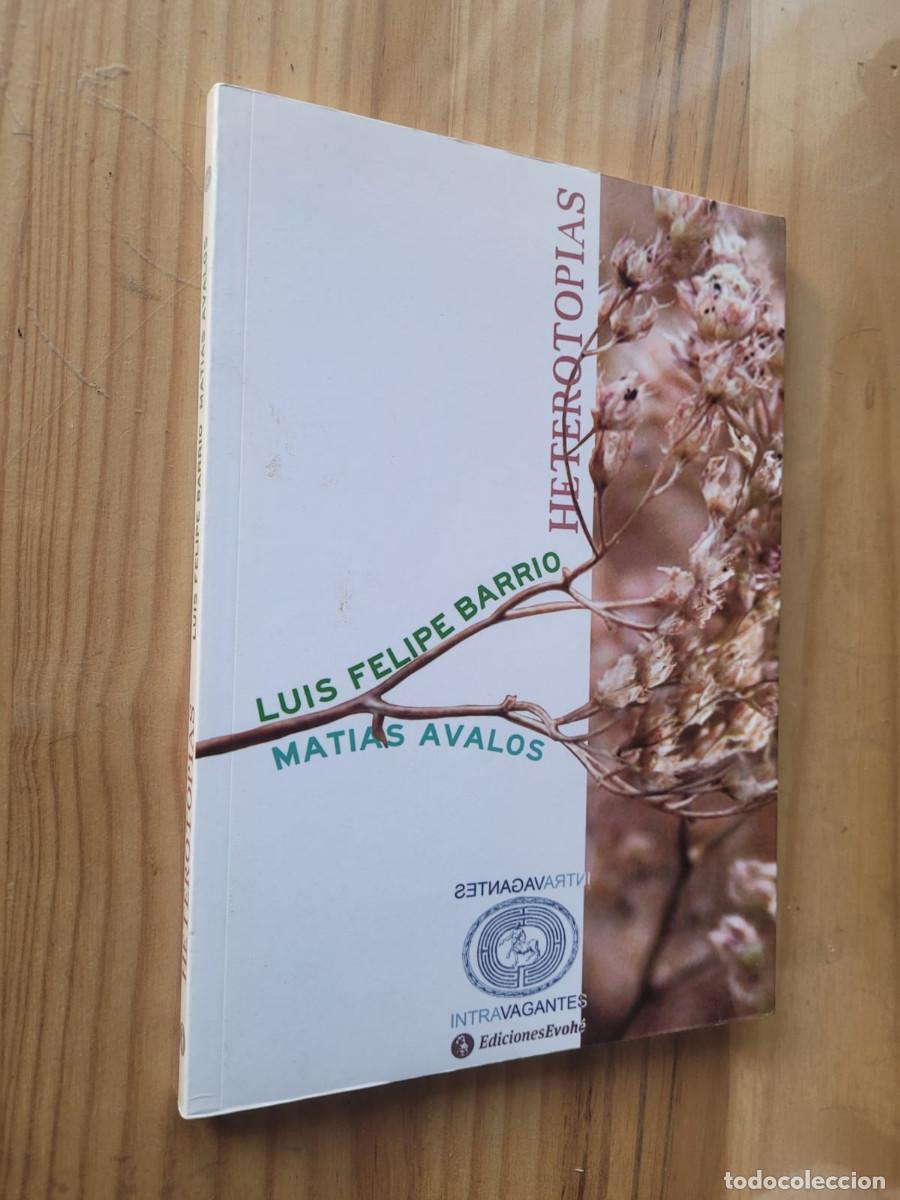 HETEROTOPIAS
LUIS FELIPE BARRIO
MATIAS AVALOS
INTRAVAGANTES
INTRAVAGANTES
EdicionesEvohé
HETEROTOPIAS LUIS FELIPE BARRIO MATIAS AVALOS
todocoleccion